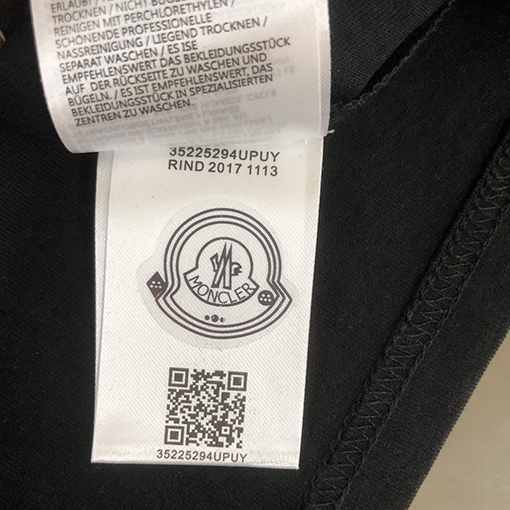 TROCKNEN / NICHT BÜG
REINIGEN MIT PERCHLORETHYLEN /
SCHONENDE PROFESSIONELLE
NASSREINIGUNG / LIEGEND TROCKNEN /
SEPARAT WASCHEN / ES ISE
EMPFEHLENSWERT DAS BEKLEIDUNGSSTÜCK
AUF DER RÜCKSEITE ZU WASCHEN UND
BÜGELN. / ES IST EMPFEHLENSWERT, DAS
BEKLEIDUNGSSTÜCK IN SPEZIALISIERTEN
ZENTREN ZU WASCHEN.
35225294UPUY
RIND 2017 1113
MONCLER
35225294UPUY